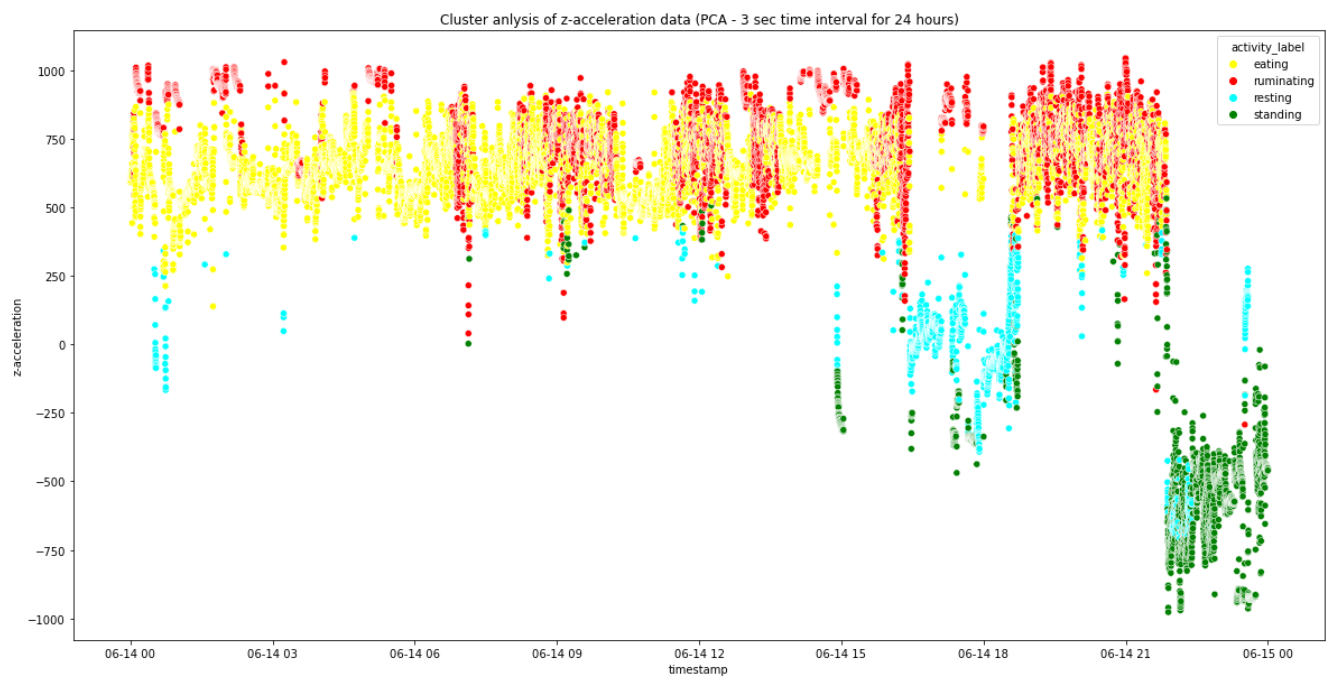 Cluster anlysis of z-acceleration data (PCA - 3 sec time interval for 24 hours)
activity_label
eating
ruminating
resting
standing
z-acceleration
1000
750
500
250
0
−250
−500
−750
−1000
06-14 00
06-14 03
06-14 06
06-14 09
06-14 12
06-14 15
06-14 18
06-14 21
06-15 00
timestamp